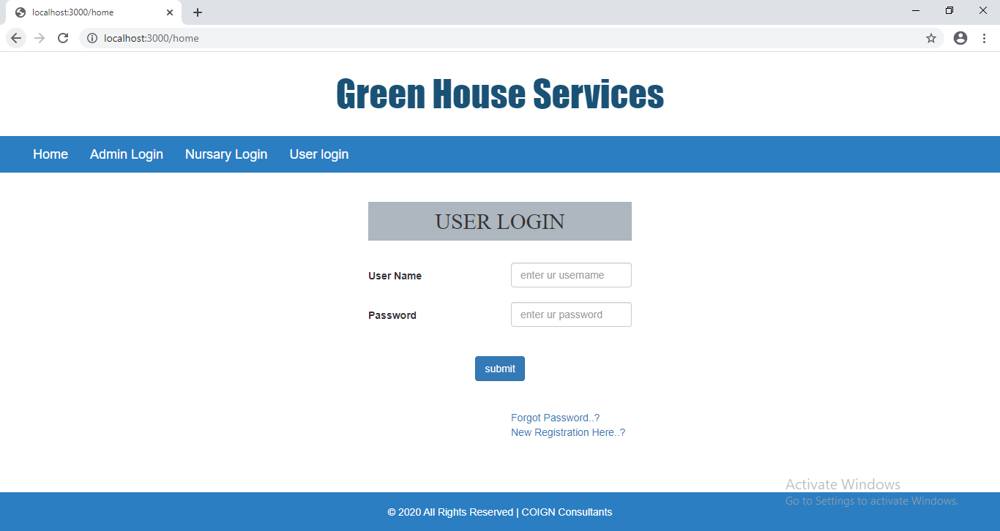 localhost:3000/home
localhost:3000/home
Green House Services
Home Admin Login Nursary Login User login
USER LOGIN
User Name enter ur username
Password enter ur password
submit
Forgot Password..?
New Registration Here..?
Activate Windows
Go to Settings to activate Windows.
© 2020 All Rights Reserved | COIGN Consultants